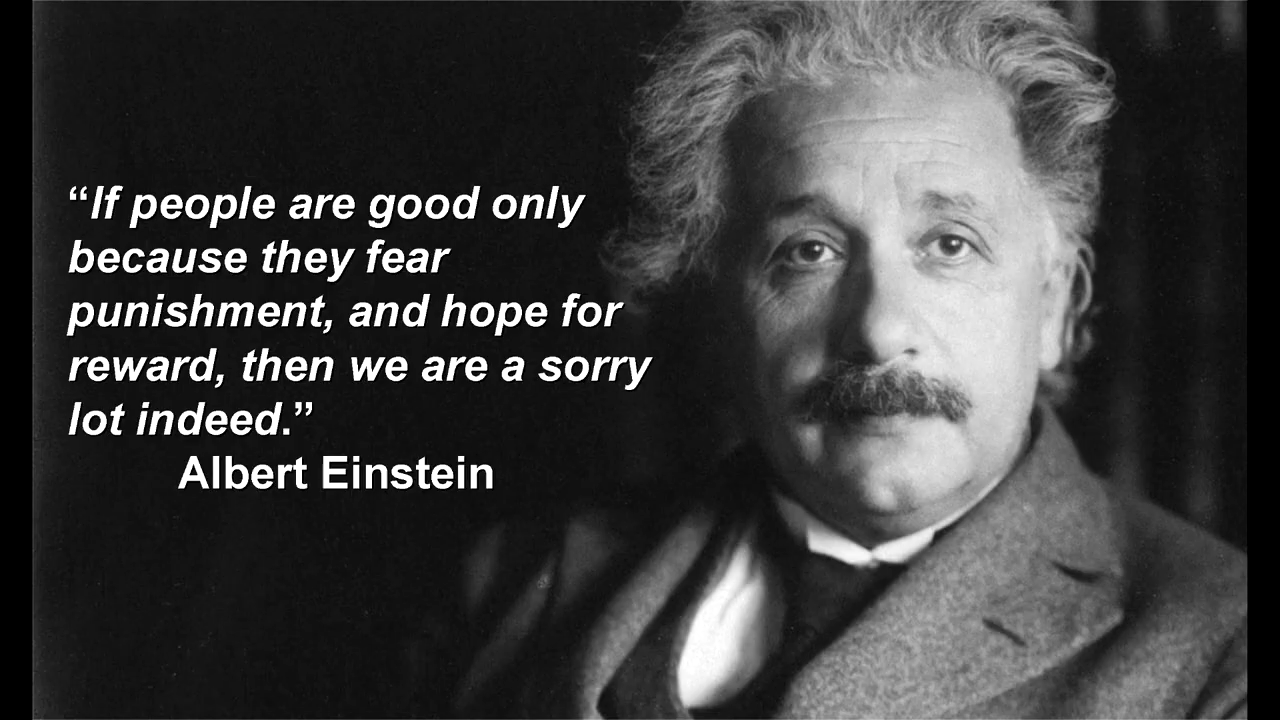 “If people are good only
because they fear
punishment, and hope for
reward, then we are a sorry
lot indeed.”
Albert Einstein